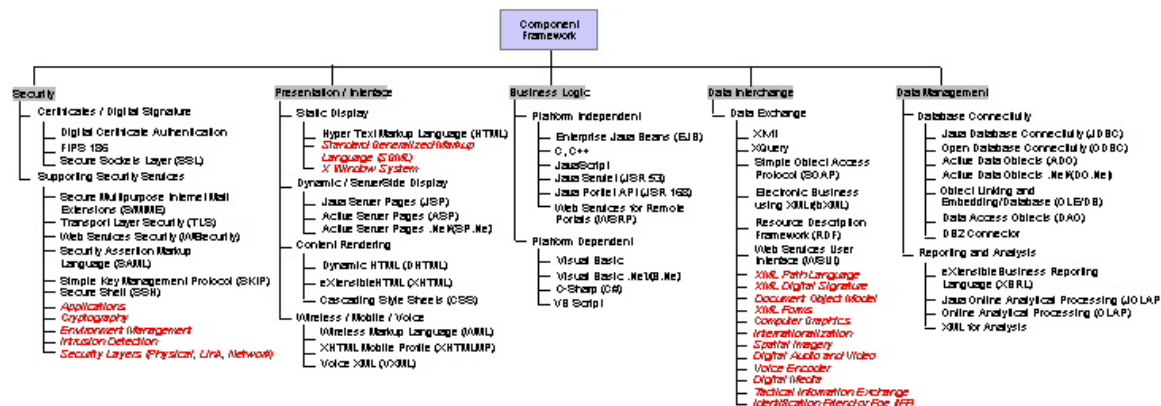 Component
Framework
Security
Certificates / Digital Signature
Digital Certificate Authentication
FIPS 186
Secure Sockets Layer (SSL)
Supporting Security Services
Secure Multipurpose Internet Mail
Extensions (S/MIME)
Transport Layer Security (TLS)
Web Services Security (WSecurity)
Security Assertion Markup
Language (SAML)
Simple Key Management Protocol (SKIP)
Secure Shell (SSH)
Applications
Cryptography
Environment Management
Intrusion Detection
Security Layers (Physical, Link, Network)
Presentation / Interface
Static Display
Hyper Text Markup Language (HTML)
Standard Generalized Markup
Language (SGML)
X Window System
Dynamic / Server-Side Display
Java Server Pages (JSP)
Active Server Pages (ASP)
Active Server Pages .Net
Content Rendering
Dynamic HTML (DHTML)
eXtensibleHTML (XHTML)
Cascading Style Sheets (CSS)
Wireless / Mobile / Voice
Wireless Markup Language (WML)
XHTML Mobile Profile (XHTMLMP)
Voice XML (VXML)
Business Logic
Platform Independent
Enterprise Java Beans (EJB)
C, C++
JavaScript
Java Servlet (JSR 53)
Java Portlet API (JSR 168)
Web Services for Remote
Portals (WSRP)
Platform Dependent
Visual Basic
Visual Basic .Net
C-Sharp (C#)
VB Script
Data Interchange
Data Exchange
XMI
XQuery
Simple Object Access
Protocol (SOAP)
Electronic Business
using XML
Resource Description
Framework (RDF)
Web Services User
Interface (WSUI)
XML Path Language
XML Digital Signature
Document Object Model
XML Forms
Computer Graphics
Internationalization
Spatial Imagery
Digital Audio and Video
Voice Encoder
Digital Media
Tactical Information Exchange
Identification Friend or Foe
Data Management
Database Connectivity
Java Database Connectivity (JDBC)
Open Database Connectivity (ODBC)
Active Data Objects (ADO)
Active Data Objects .Net
Object Linking and
Embedding/Database (OLE/DB)
Data Access Objects (DAO)
DB2 Connector
Reporting and Analysis
eXtensible Business Reporting
Language (XBRL)
Java Online Analytical Processing (JOLAP)
Online Analytical Processing (OLAP)
XML for Analysis